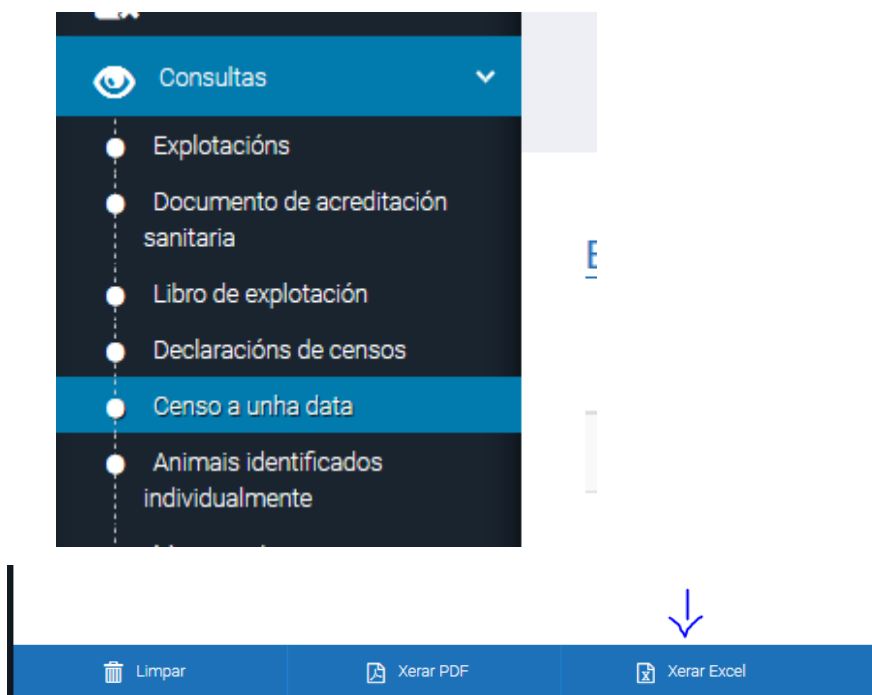 Consultas
Explotacións
Documento de acreditación
sanitaria
Libro de explotación
Declaracións de censos
Censo a unha data
Animais identificados
individualmente
Limpar Xerar PDF Xerar Excel